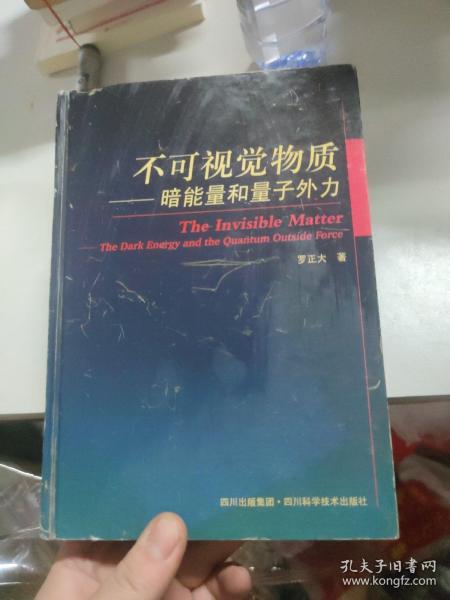 不可视觉物质
——暗能量和量子外力
The Invisible Matter
The Dark Energy and the Quantum Outside Force
罗正大 著
四川出版集团·四川科学技术出版社
孔夫子旧书网
www.kongfz.com